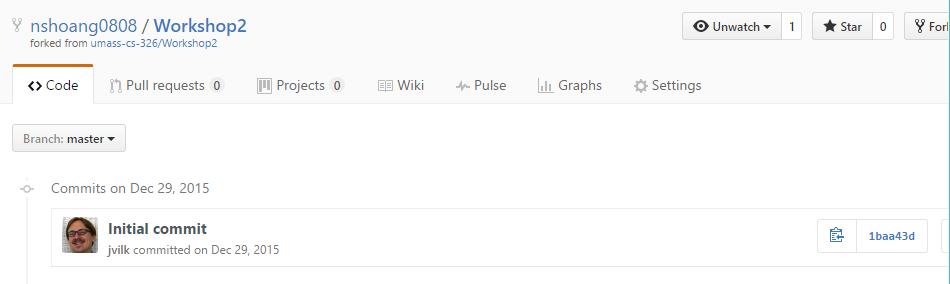 nshoang0808 / Workshop2
Unwatch 1 Star 0
forked from umass-cs-326/Workshop2
Code Pull requests 0 Projects 0 Wiki Pulse Graphs Settings
Branch: master
Commits on Dec 29, 2015
Initial commit
jvilk committed on Dec 29, 2015
1baa43d